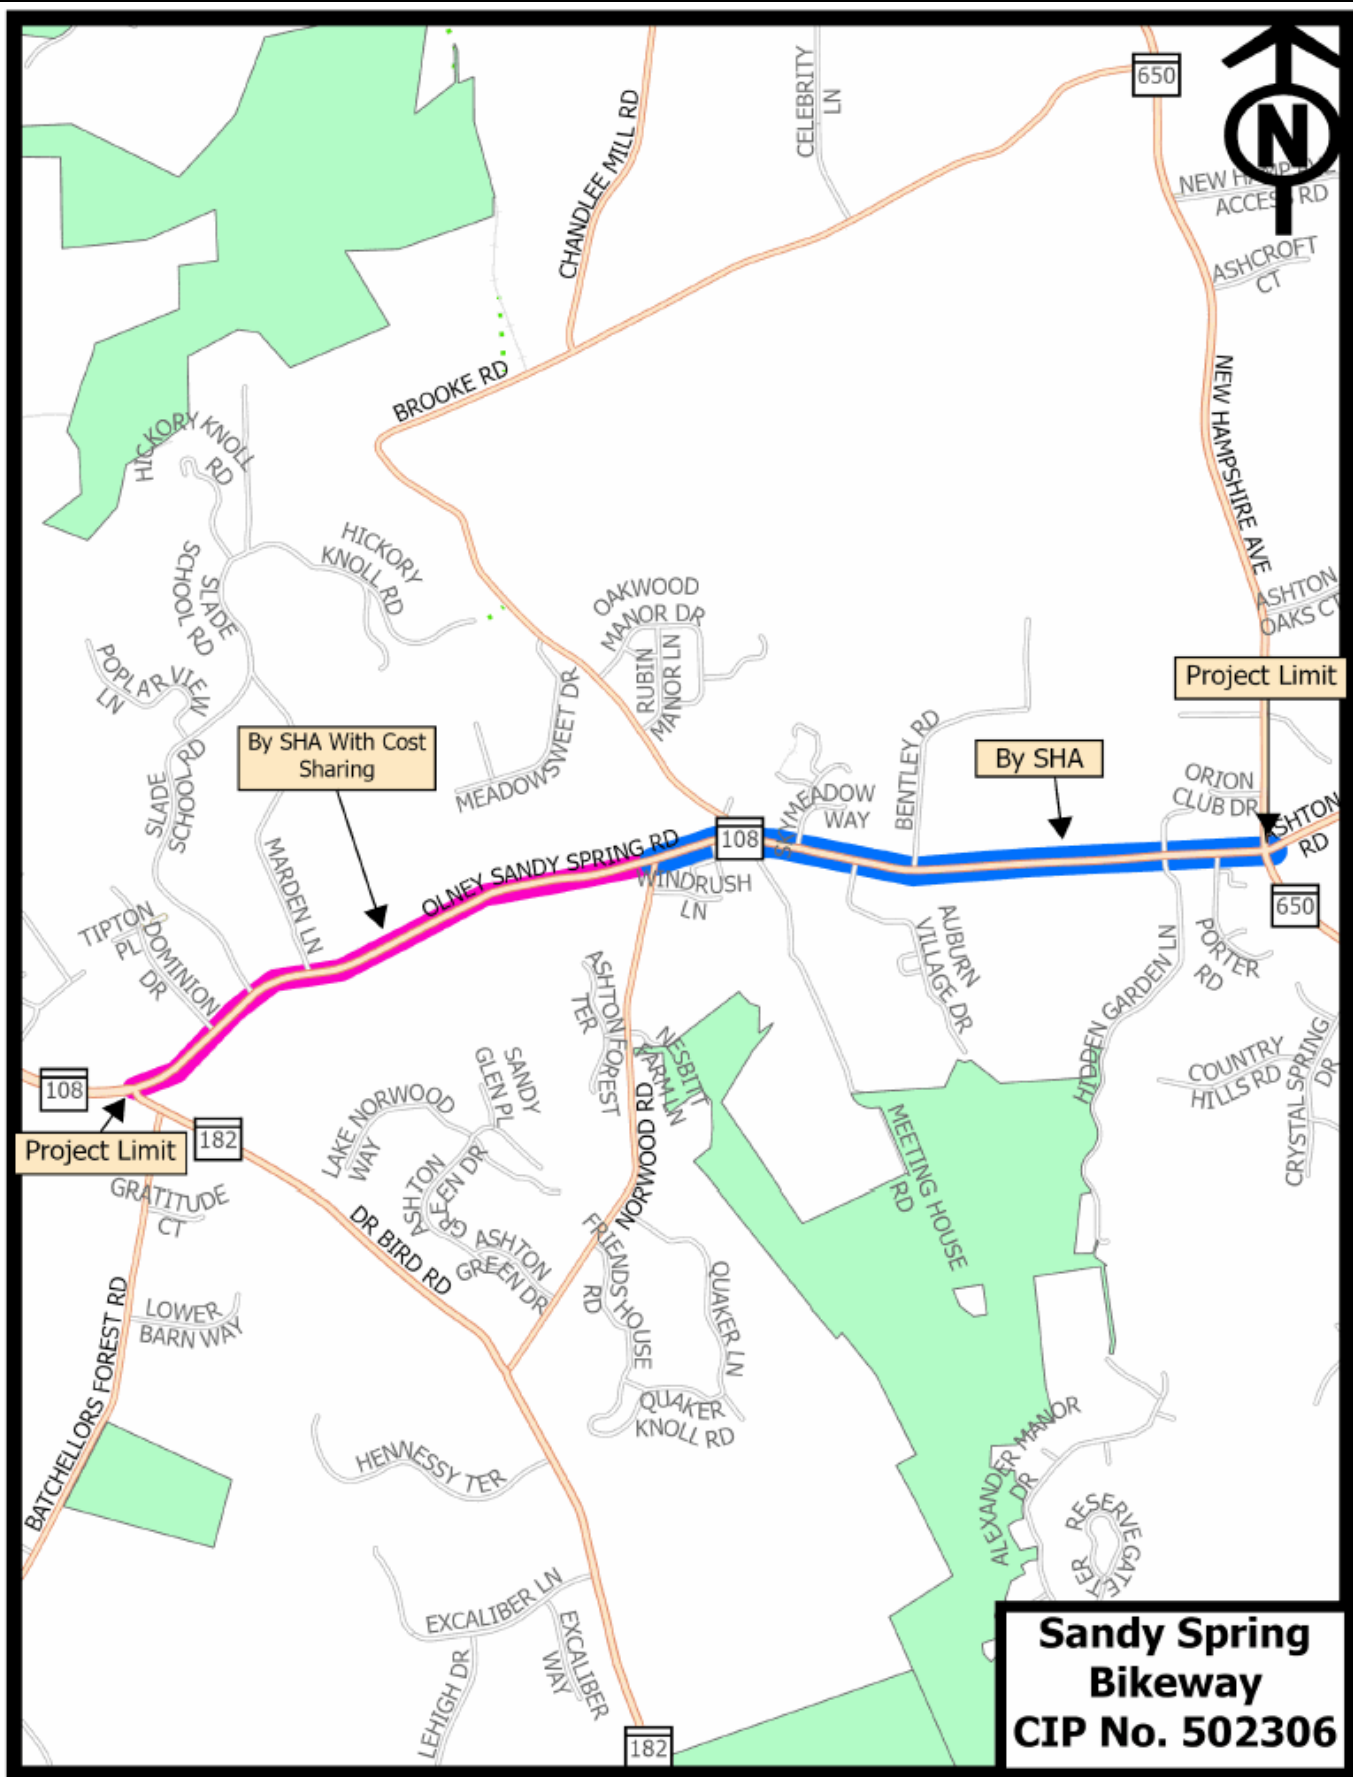 650
N
CELEBRITY
LN
CHANDLEE MILL RD
NEW HAMP AVE
ACCESS RD
ASHCROFT
CT
BROOKE RD
NEW HAMPSHIRE AVE
HICKORY KNOLL
RD
HICKORY
KNOLL RD
SLADE
SCHOOL RD
OAKWOOD
MANOR DR
RUBIN
MANOR LN
ASHTON
OAKS CT
POPLAR VIEW
LN
Project Limit
By SHA With Cost
Sharing
MEADOWSWEET DR
BENTLEY RD
By SHA
ORION
CLUB DR
SLADE
SCHOOL RD
MARDEN LN
OLNEY SANDY SPRING RD
108
WAY
ASHTON
RD
WINDRUSH
LN
650
TIPTON
PL
DOMINION
DR
AUBURN
VILLAGE DR
PORTER
RD
HIDDEN GARDEN LN
ASHTON FOREST
TER
NESBITT
FARM LN
SANDY
GLEN PL
COUNTRY
HILLS RD
CRYSTAL SPRING
DR
108
182
Project Limit
LAKE NORWOOD
WAY
NORWOOD RD
MEETING HOUSE
RD
GRATITUDE
CT
ASHTON
GREEN DR
ASHTON
GREEN DR
DR BIRD RD
FRIENDS HOUSE
RD
QUAKER LN
LOWER
BARN WAY
BATCHELLORS FOREST RD
QUAKER
KNOLL RD
HENNESSY TER
ALEXANDER MANOR
DR
RESERVE GATE
TER
EXCALIBER LN
EXCALIBER
WAY
LEHIGH DR
182
Sandy Spring
Bikeway
CIP No. 502306